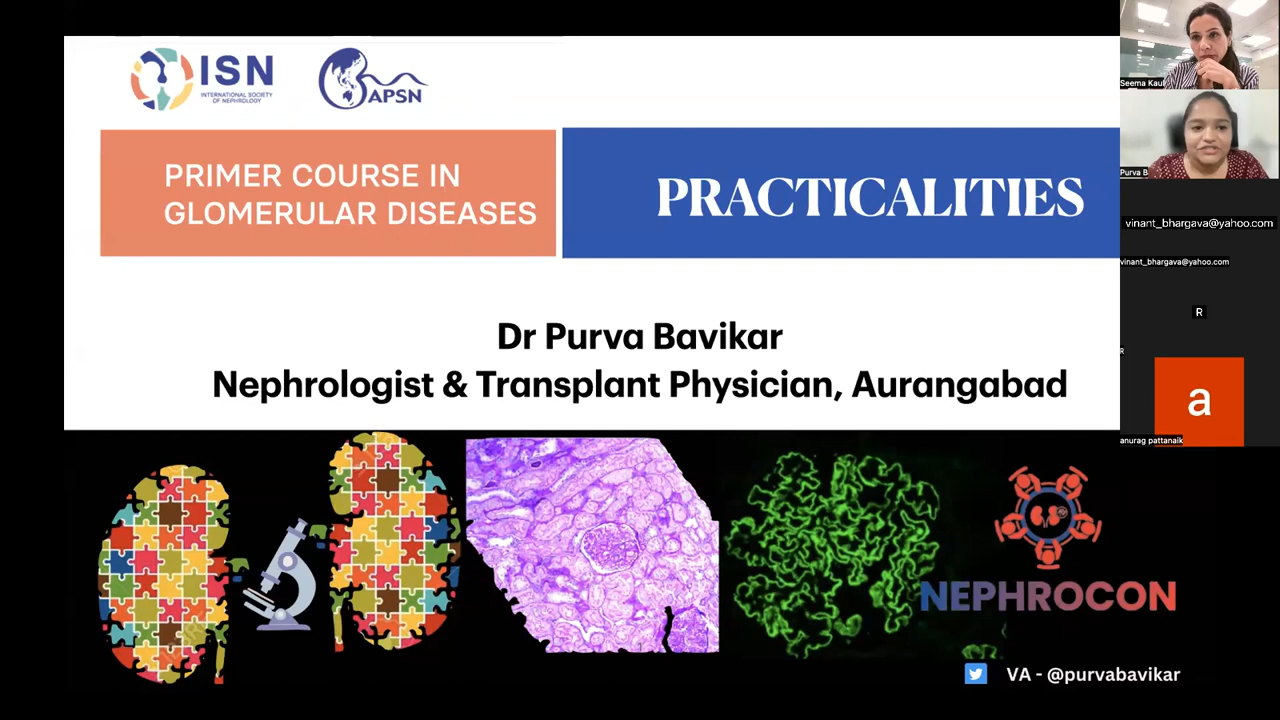 ISN
INTERNATIONAL SOCIETY
OF NEPHROLOGY
APSN
PRIMER COURSE IN
GLOMERULAR DISEASES
PRACTICALITIES
Dr Purva Bavikar
Nephrologist & Transplant Physician, Aurangabad
NEPHROCON
VA - @purvabavikar
Seema Kaul
Purva B
vinant_bhargava@yahoo.com
vinant_bhargava@yahoo.com
R
R
a
anurag pattanaik